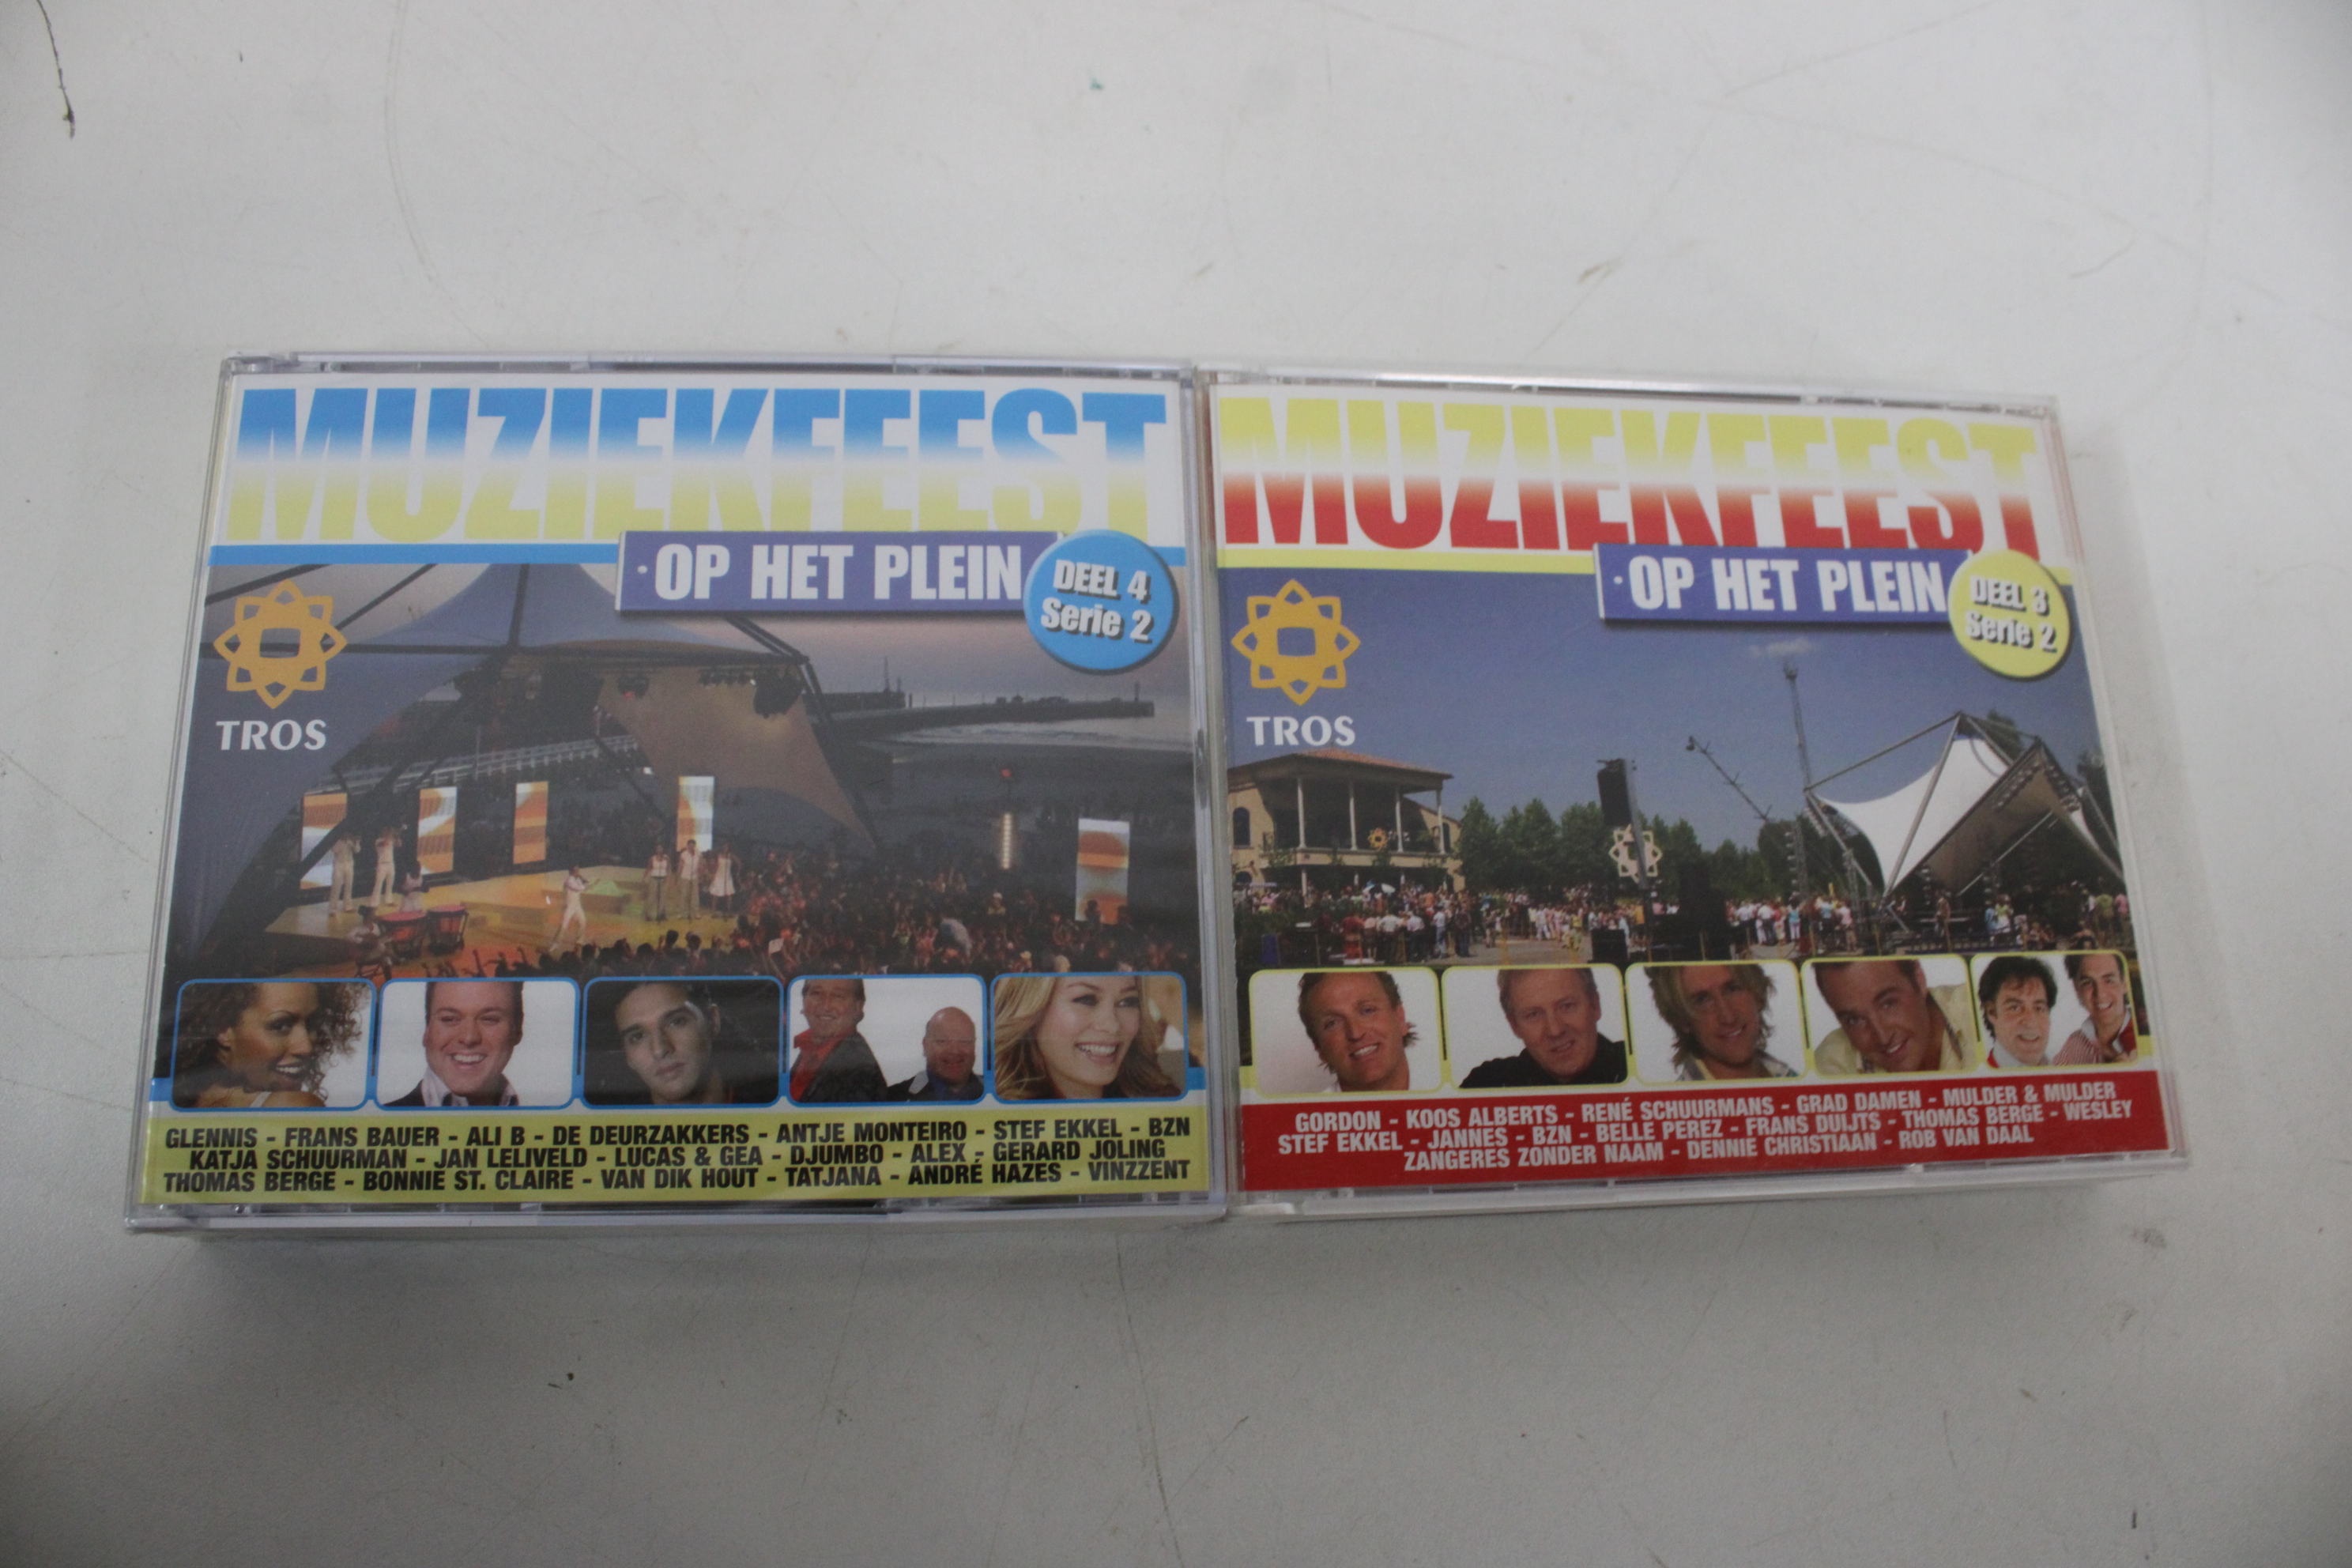 MUZIEKFEEST
OP HET PLEIN
DEEL 4
Serie 2
TROS
GLENNIS - FRANS BAUER - ALI B - DE DEURZAKKERS - ANTJE MONTEIRO - STEF EKKEL - BZN
KATJA SCHUURMAN - JAN LELIVELD - LUCAS & GEA - DJUMBO - ALEX - GERARD JOLING
THOMAS BERGE - BONNIE ST. CLAIRE - VAN DIK HOUT - TATJANA - ANDRÉ HAZES - VINZZENT
MUZIEKFEEST
OP HET PLEIN
DEEL 3
Serie 2
TROS
GORDON - KOOS ALBERTS - RENÉ SCHUURMANS - GRAD DAMEN - MULDER & MULDER
STEF EKKEL - JANNES - BZN - BELLE PEREZ - FRANS DUIJTS - THOMAS BERGE - WESLEY
ZANGERES ZONDER NAAM - DENNIE CHRISTIAAN - ROB VAN DAAL